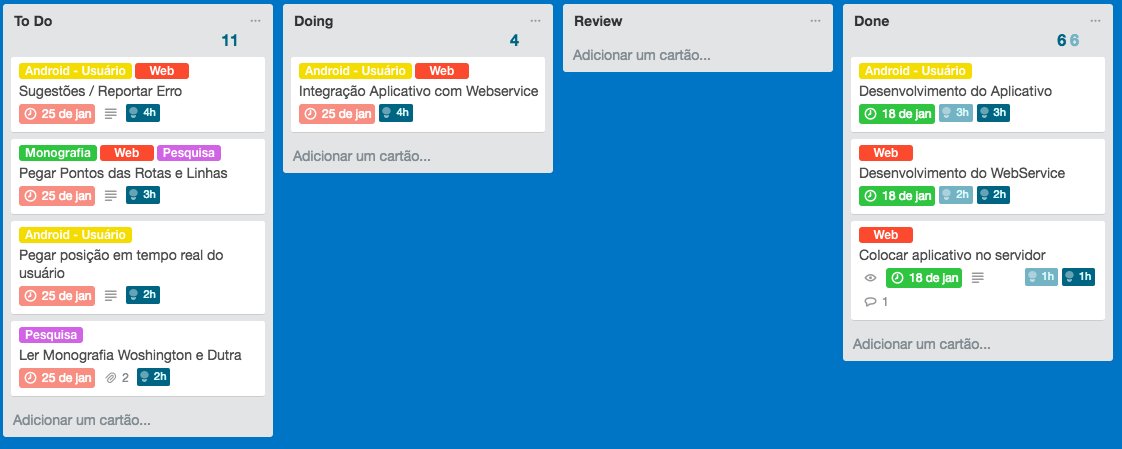 To Do
11
Android - Usuário Web
Sugestões / Reportar Erro
25 de jan 4h
Monografia Web Pesquisa
Pegar Pontos das Rotas e Linhas
25 de jan 3h
Android - Usuário
Pegar posição em tempo real do
usuário
25 de jan 2h
Pesquisa
Ler Monografia Woshington e Dutra
25 de jan 2 2h
Adicionar um cartão...
Doing
4
Android - Usuário Web
Integração Aplicativo com Webservice
25 de jan 4h
Adicionar um cartão...
Review
Adicionar um cartão...
Done
6 6
Android - Usuário
Desenvolvimento do Aplicativo
18 de jan 3h 3h
Web
Desenvolvimento do WebService
18 de jan 2h 2h
Web
Colocar aplicativo no servidor
18 de jan 1h 1h
1
Adicionar um cartão...